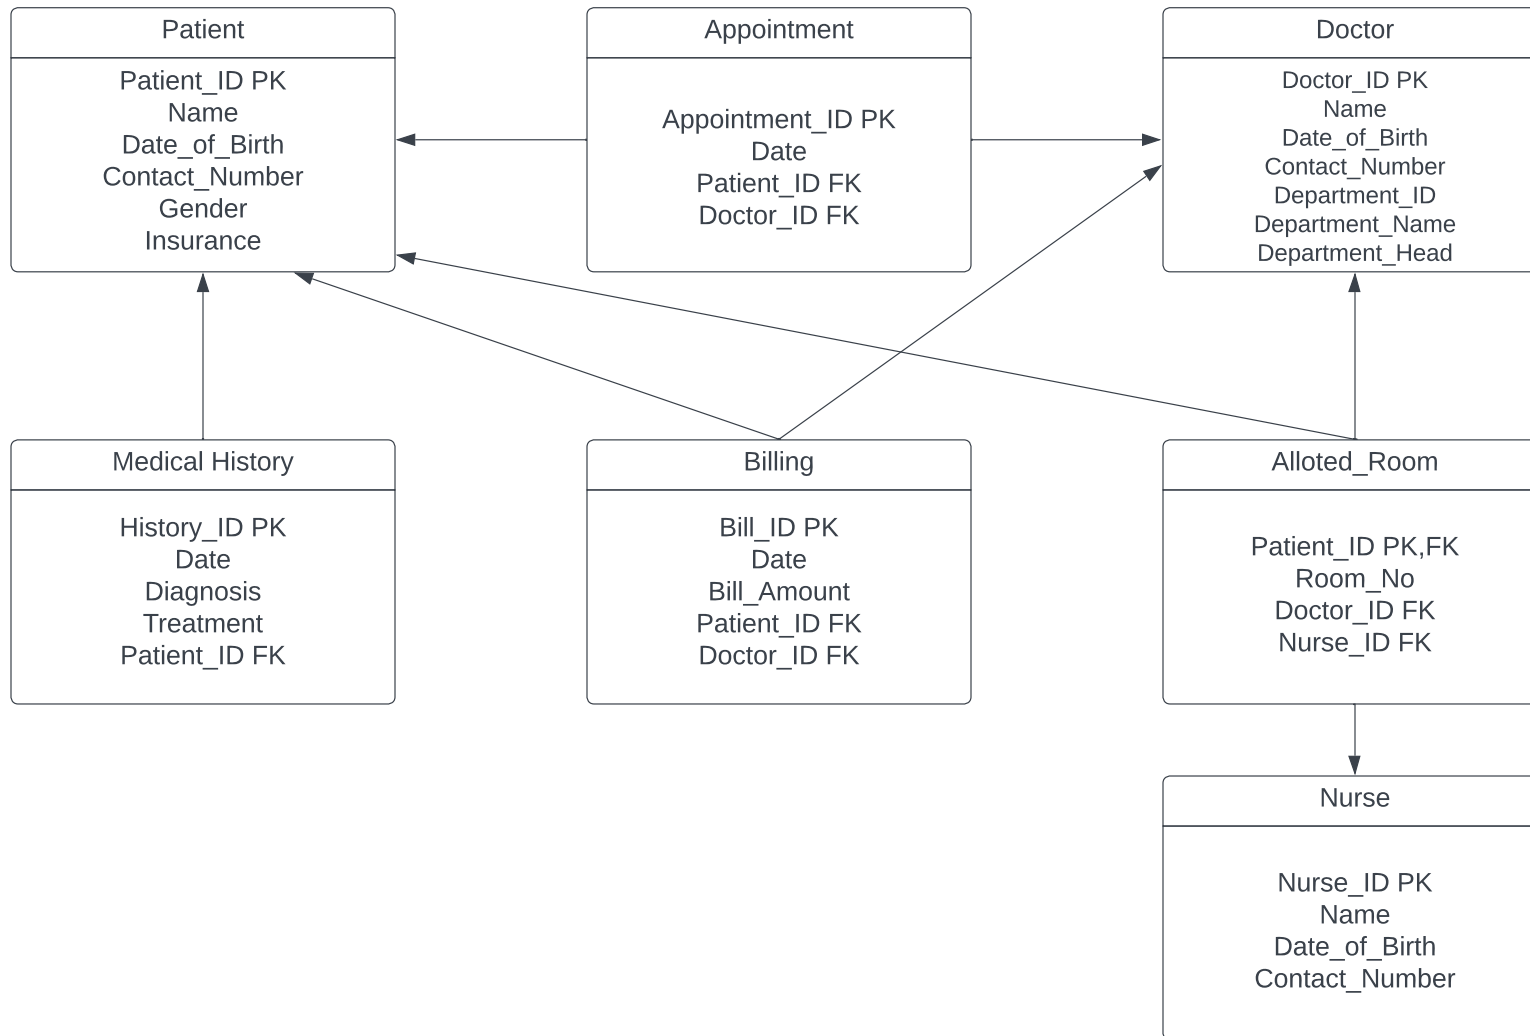 Patient
Patient_ID PK
Name
Date_of_Birth
Contact_Number
Gender
Insurance
Appointment
Appointment_ID PK
Date
Patient_ID FK
Doctor_ID FK
Doctor
Doctor_ID PK
Name
Date_of_Birth
Contact_Number
Department_ID
Department_Name
Department_Head
Medical History
History_ID PK
Date
Diagnosis
Treatment
Patient_ID FK
Billing
Bill_ID PK
Date
Bill_Amount
Patient_ID FK
Doctor_ID FK
Alloted_Room
Patient_ID PK,FK
Room_No
Doctor_ID FK
Nurse_ID FK
Nurse
Nurse_ID PK
Name
Date_of_Birth
Contact_Number